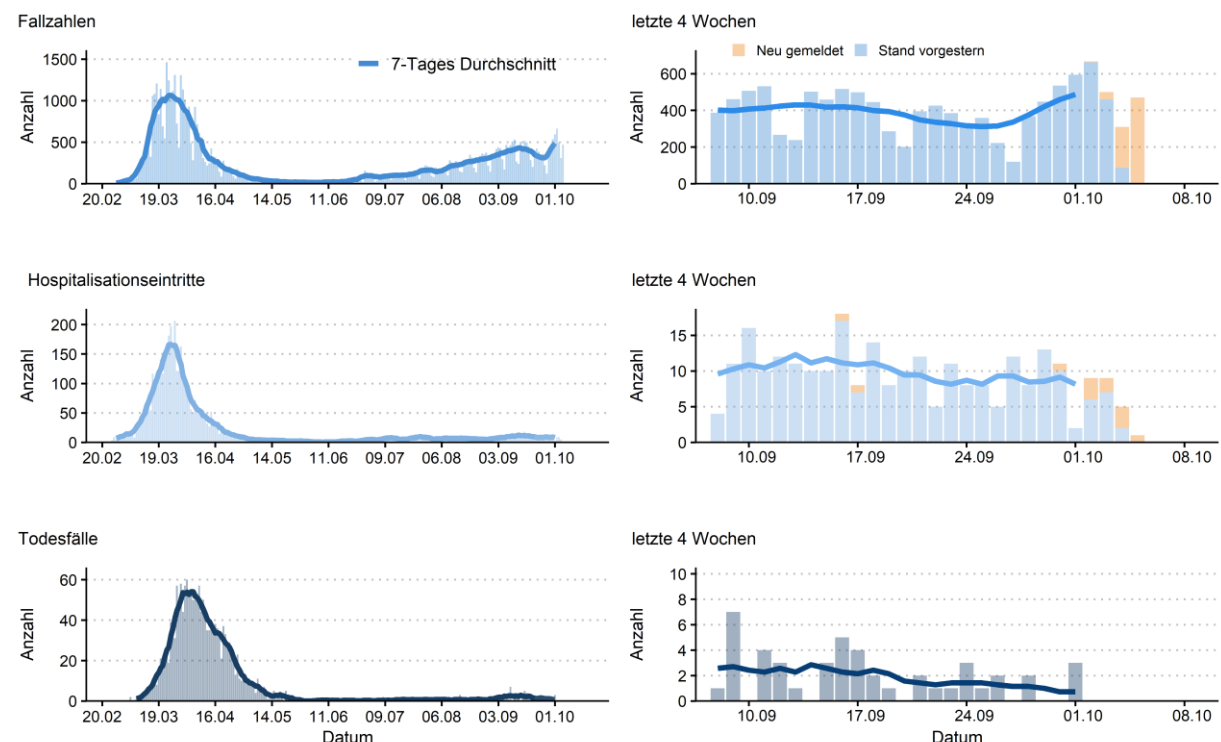 Fallzahlen
1500
1000
500
0
Anzahl
7-Tages Durchschnitt
20.02 19.03 16.04 14.05 11.06 09.07 06.08 03.09 01.10
letzte 4 Wochen
Neu gemeldet Stand vorgestern
600
400
200
0
Anzahl
10.09 17.09 24.09 01.10 08.10
Hospitalisationseintritte
200
150
100
50
0
Anzahl
20.02 19.03 16.04 14.05 11.06 09.07 06.08 03.09 01.10
letzte 4 Wochen
15
10
5
0
Anzahl
10.09 17.09 24.09 01.10 08.10
Todesfälle
60
40
20
0
Anzahl
20.02 19.03 16.04 14.05 11.06 09.07 06.08 03.09 01.10
Datum
letzte 4 Wochen
10
8
6
4
2
0
Anzahl
10.09 17.09 24.09 01.10 08.10
Datum